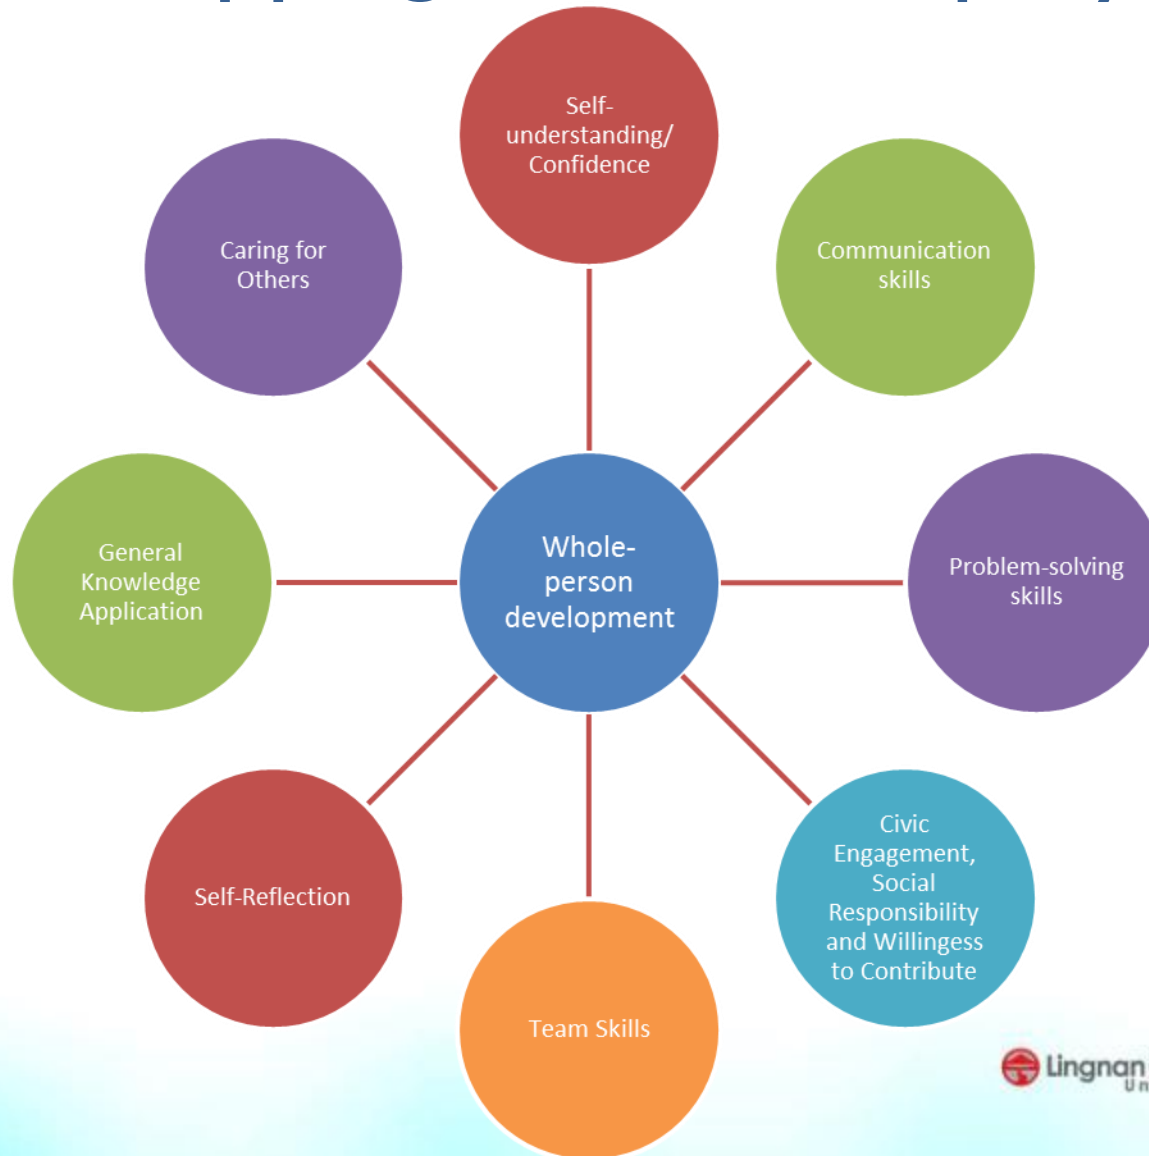 Self-
understanding/
Confidence
Communication
skills
Problem-solving
skills
Civic
Engagement,
Social
Responsibility
and Willingess
to Contribute
Team Skills
Self-Reflection
General
Knowledge
Application
Caring for
Others
Whole-
person
development
Lingnan